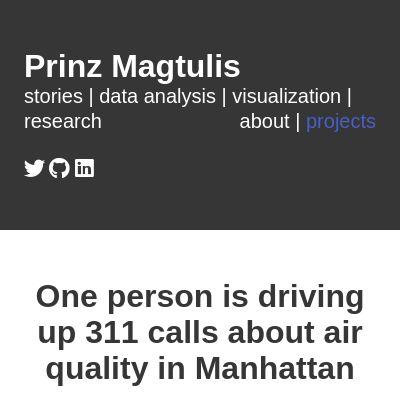 Prinz Magtulis
stories | data analysis | visualization |
research about | projects
One person is driving
up 311 calls about air
quality in Manhattan